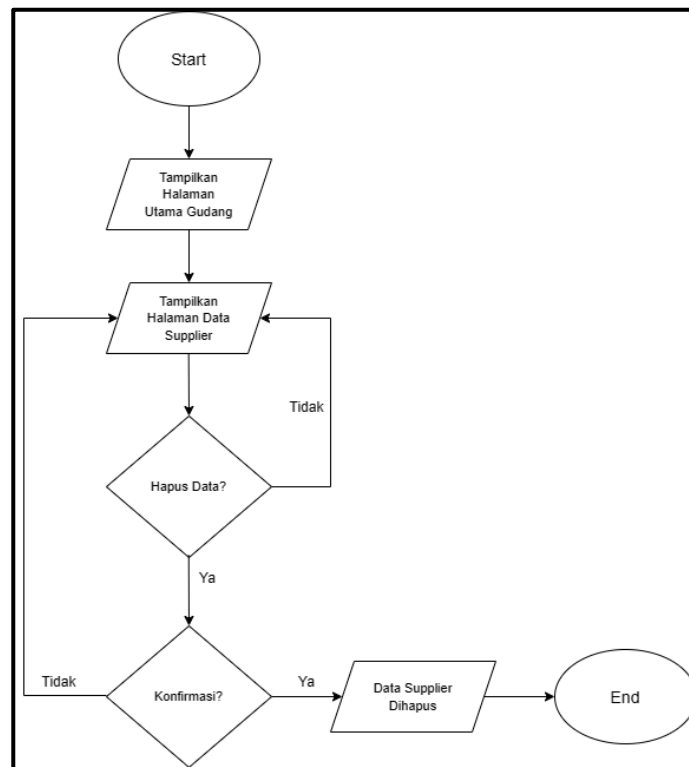 Start
Tampilkan
Halaman
Utama Gudang
Tampilkan
Halaman Data
Supplier
Tidak
Hapus Data?
Ya
Tidak
Konfirmasi?
Ya
Data Supplier
Dihapus
End